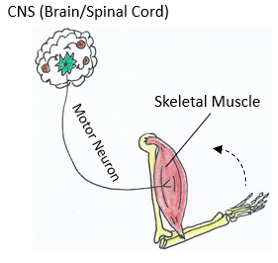 CNS (Brain/Spinal Cord)
Skeletal Muscle
Motor Neuron